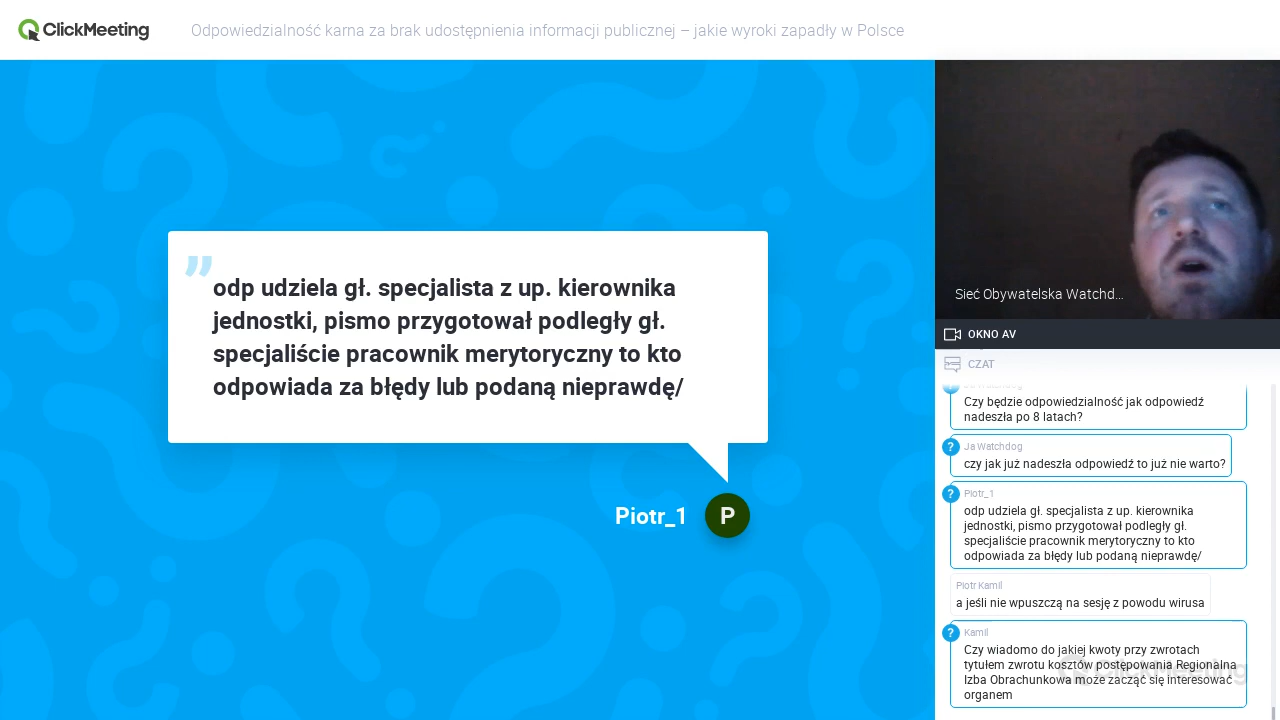 ClickMeeting
Odpowiedzialność karna za brak udostępnienia informacji publicznej – jakie wyroki zapadły w Polsce
”
odp udziela gł. specjalista z up. kierownika
jednostki, pismo przygotował podległy gł.
specjaliście pracownik merytoryczny to kto
odpowiada za błędy lub podaną nieprawdę/
Piotr_1
P
Sieć Obywatelska Watchd...
OKNO AV
CZAT
?
Czy będzie odpowiedzialność jak odpowiedź
nadeszła po 8 latach?
?
Ja Watchdog
czy jak już nadeszła odpowiedź to już nie warto?
?
Piotr_1
odp udziela gł. specjalista z up. kierownika
jednostki, pismo przygotował podległy gł.
specjaliście pracownik merytoryczny to kto
odpowiada za błędy lub podaną nieprawdę/
Piotr Kamil
a jeśli nie wpuszczą na sesję z powodu wirusa
?
Kamil
Czy wiadomo do jakiej kwoty przy zwrotach
tytułem zwrotu kosztów postępowania Regionalna
Izba Obrachunkowa może zacząć się interesować
organem
ClickMeeting